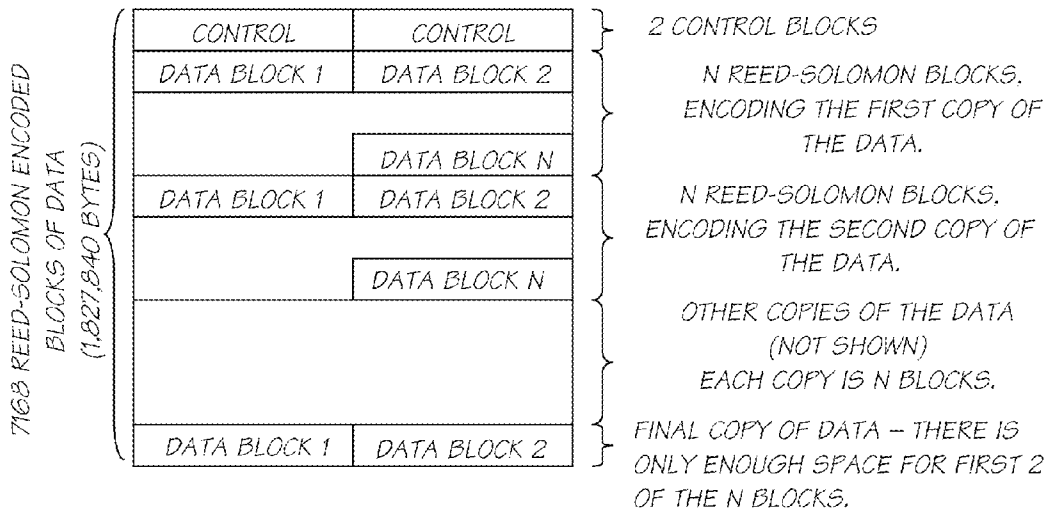 7168 REED-SOLOMON ENCODED
BLOCKS OF DATA
(1,827,840 BYTES)
CONTROL CONTROL
2 CONTROL BLOCKS
DATA BLOCK 1 DATA BLOCK 2
DATA BLOCK N
N REED-SOLOMON BLOCKS.
ENCODING THE FIRST COPY OF
THE DATA.
DATA BLOCK 1 DATA BLOCK 2
DATA BLOCK N
N REED-SOLOMON BLOCKS.
ENCODING THE SECOND COPY OF
THE DATA.
OTHER COPIES OF THE DATA
(NOT SHOWN)
EACH COPY IS N BLOCKS.
DATA BLOCK 1 DATA BLOCK 2
FINAL COPY OF DATA – THERE IS
ONLY ENOUGH SPACE FOR FIRST 2
OF THE N BLOCKS.